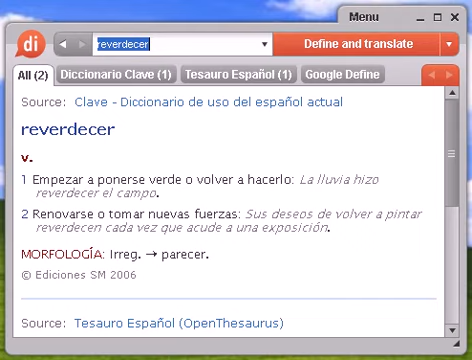 Menu
di
reverdecer
Define and translate
All (2)
Diccionario Clave (1)
Tesauro Español (1)
Google Define
Source: Clave - Diccionario de uso del español actual
reverdecer
v.
1 Empezar a ponerse verde o volver a hacerlo: La lluvia hizo
reverdecer el campo.
2 Renovarse o tomar nuevas fuerzas: Sus deseos de volver a pintar
reverdecen cada vez que acude a una exposición.
MORFOLOGÍA: Irreg. → parecer.
© Ediciones SM 2006
Source: Tesauro Español (OpenThesaurus)